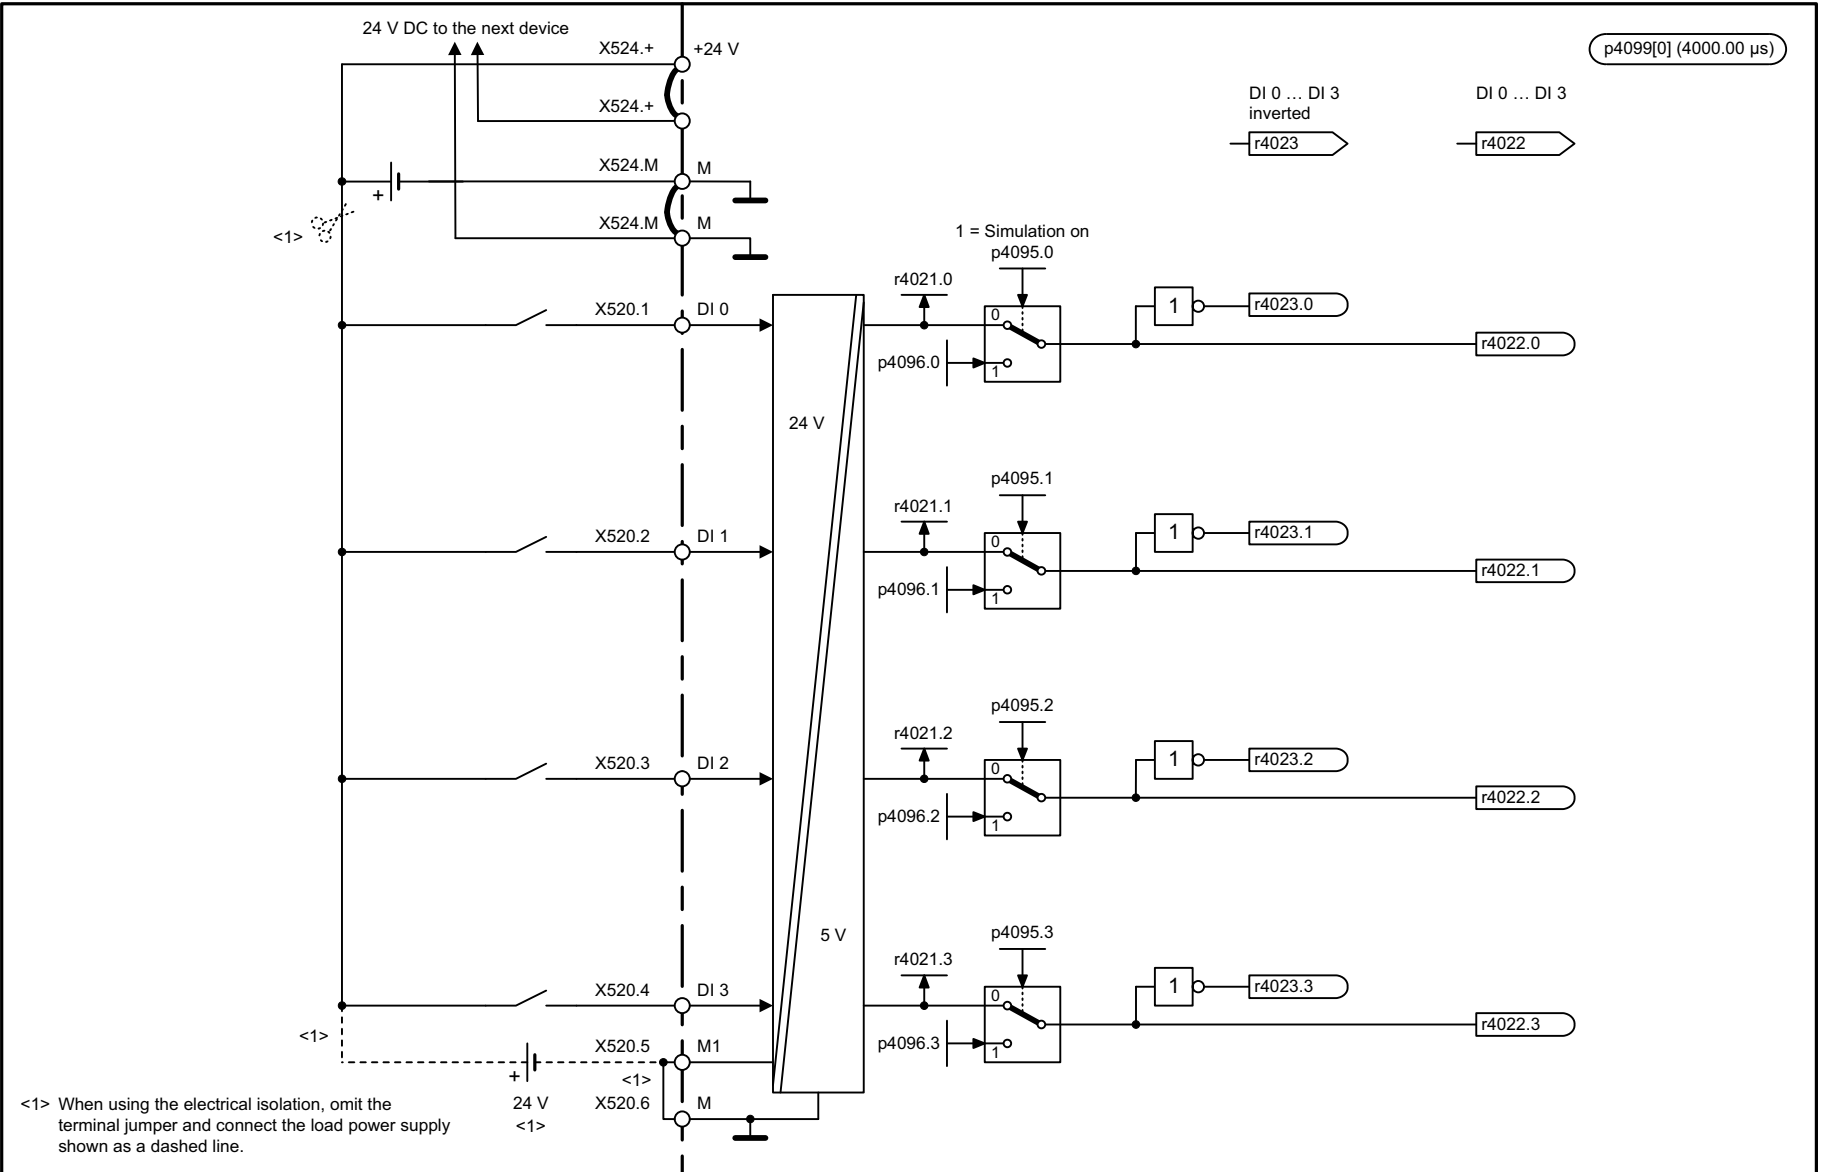 24 V DC to the next device
X524.+
+24 V
p4099[0] (4000.00 µs)
X524.+
DI 0 … DI 3
inverted
DI 0 … DI 3
r4023
r4022
X524.M
M
+
<1>
X524.M
M
1 = Simulation on
p4095.0
r4021.0
X520.1
DI 0
0
1
r4023.0
r4022.0
p4096.0
1
24 V
p4095.1
r4021.1
X520.2
DI 1
0
1
r4023.1
r4022.1
p4096.1
1
p4095.2
r4021.2
X520.3
DI 2
0
1
r4023.2
r4022.2
p4096.2
1
5 V
p4095.3
r4021.3
X520.4
DI 3
0
1
r4023.3
r4022.3
<1>
p4096.3
1
X520.5
M1
+
<1>
24 V
<1>
X520.6
M
<1> When using the electrical isolation, omit the
terminal jumper and connect the load power supply
shown as a dashed line.